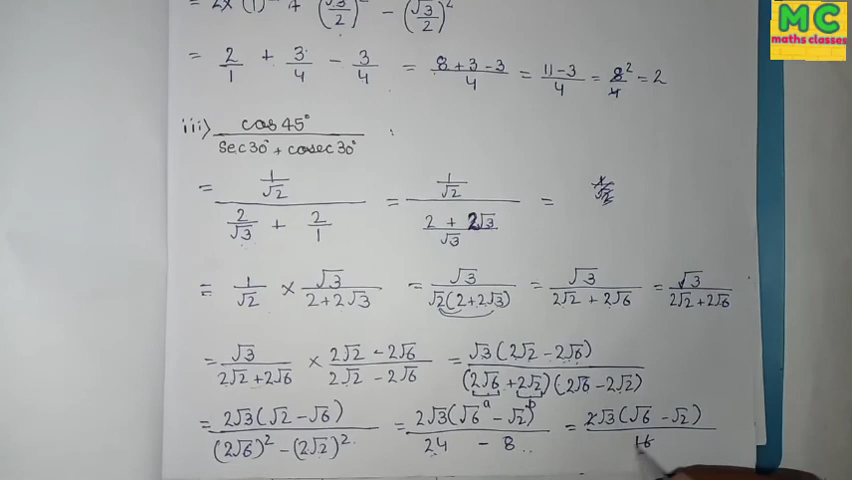 = 2x (1) - + (√3/2)² - (√3/2)²
MC
maths classes
= 2/1 + 3/4 - 3/4 = (8+3-3)/4 = (11-3)/4 = 8/4 ² = 2
iii) cos 45° / (Sec 30° + cosec 30°)
= (1/√2) / (2/√3 + 2/1) = (1/√2) / ((2 + 2√3)/√3) =
= 1/√2 × √3/(2+2√3) = √3/(√2(2+2√3)) = √3/(2√2 + 2√6) = √3/(2√2+2√6)
= √3/(2√2+2√6) × (2√2 - 2√6)/(2√2 - 2√6) = √3(2√2 - 2√6)/((2√6 + 2√2)(2√6 - 2√2))
= 2√3(√2 - √6)/((2√6)² - (2√2)²) = 2√3(√6 - √2)/(24 - 8) a b = 2√3(√6 - √2)/16